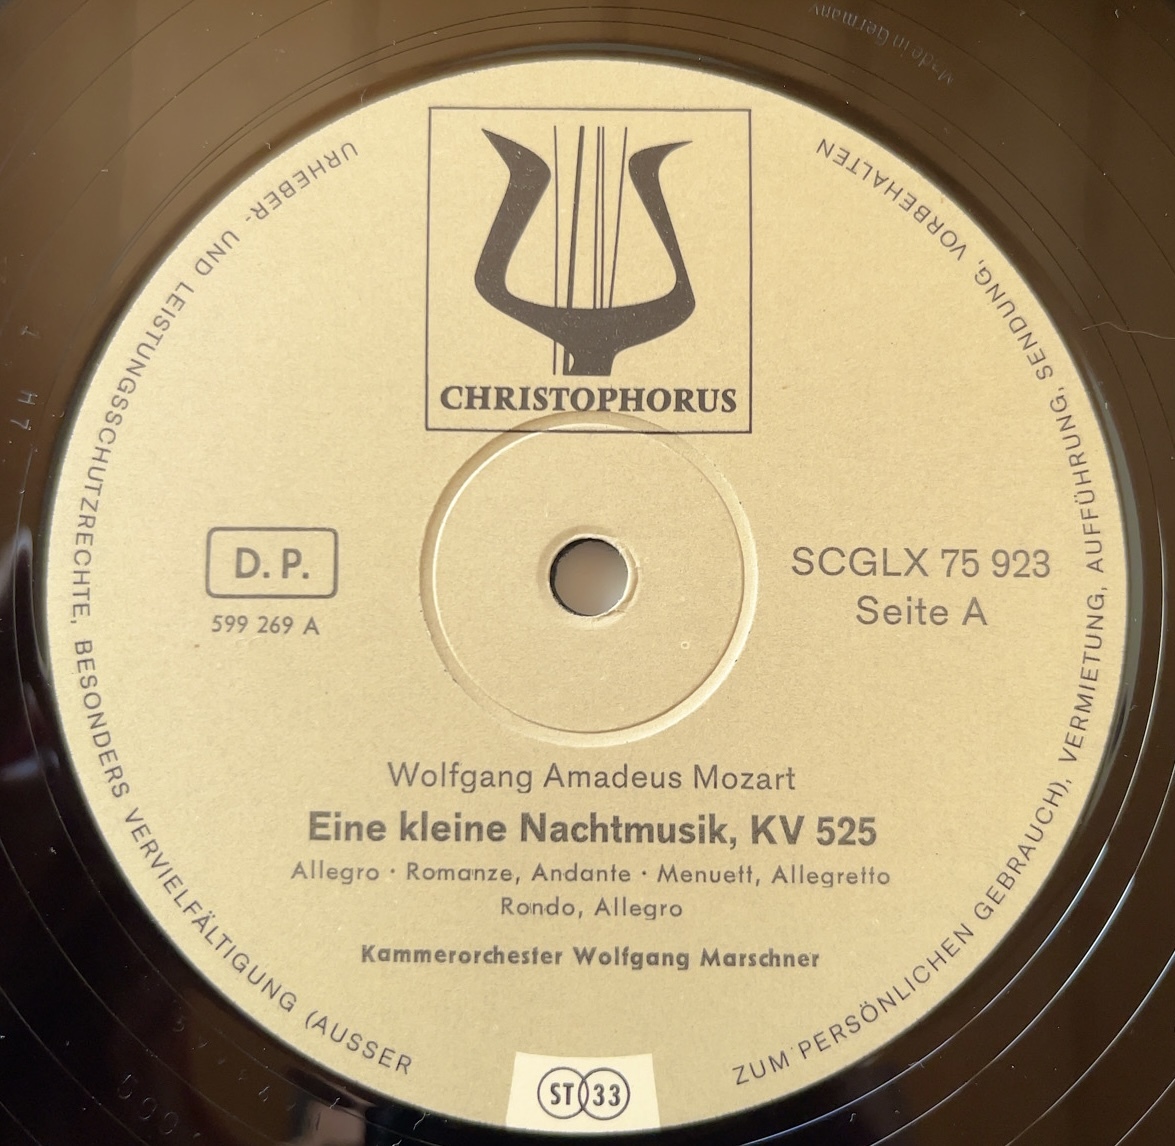 Made in Germany
URHEBER- UND LEISTUNGSSCHUTZRECHTE, BESONDERS VERVIELFÄLTIGUNG (AUSSER ZUM PERSÖNLICHEN GEBRAUCH), VERMIETUNG, AUFFÜHRUNG, SENDUNG, VORBEHALTEN
CHRISTOPHORUS
D. P.
599 269 A
SCGLX 75 923
Seite A
Wolfgang Amadeus Mozart
Eine kleine Nachtmusik, KV 525
Allegro · Romanze, Andante · Menuett, Allegretto
Rondo, Allegro
Kammerorchester Wolfgang Marschner
ST 33